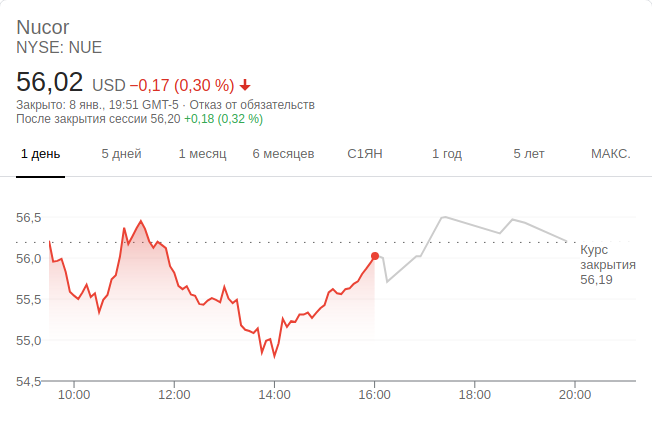 Nucor
NYSE: NUE
56,02 USD −0,17 (0,30 %)
Закрыто: 8 янв., 19:51 GMT-5 · Отказ от обязательств
После закрытия сессии 56,20 +0,18 (0,32 %)
1 день 5 дней 1 месяц 6 месяцев С1ЯН 1 год 5 лет МАКС.
56,5
56,0
55,5
55,0
54,5
Курс
закрытия
56,19
10:00 12:00 14:00 16:00 18:00 20:00